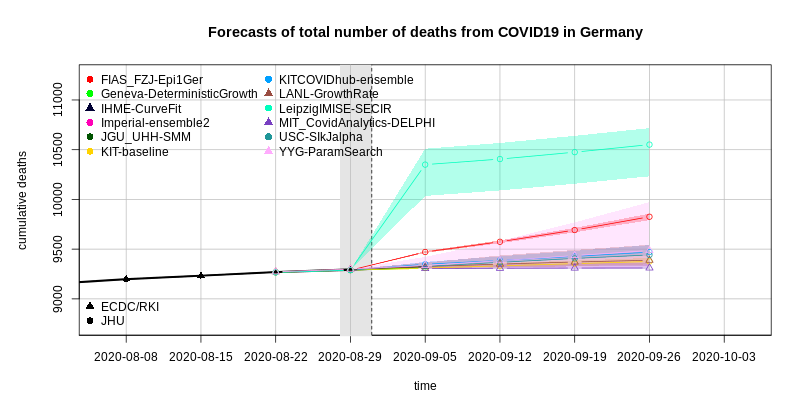 Forecasts of total number of deaths from COVID19 in Germany
FIAS_FZJ-Epi1Ger
Geneva-DeterministicGrowth
IHME-CurveFit
Imperial-ensemble2
JGU_UHH-SMM
KIT-baseline
KITCOVIDhub-ensemble
LANL-GrowthRate
LeipzigIMISE-SECIR
MIT_CovidAnalytics-DELPHI
USC-SIkJalpha
YYG-ParamSearch
ECDC/RKI
JHU
cumulative deaths
11000
10500
10000
9500
9000
2020-08-08 2020-08-15 2020-08-22 2020-08-29 2020-09-05 2020-09-12 2020-09-19 2020-09-26 2020-10-03
time